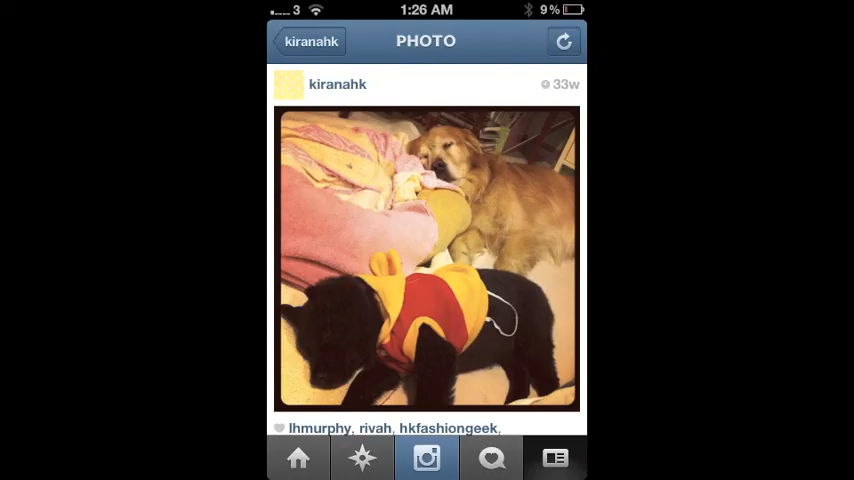 3 1:26 AM 9%
kiranahk PHOTO
kiranahk 33w
lhmurphy, rivah, hkfashiongeek,